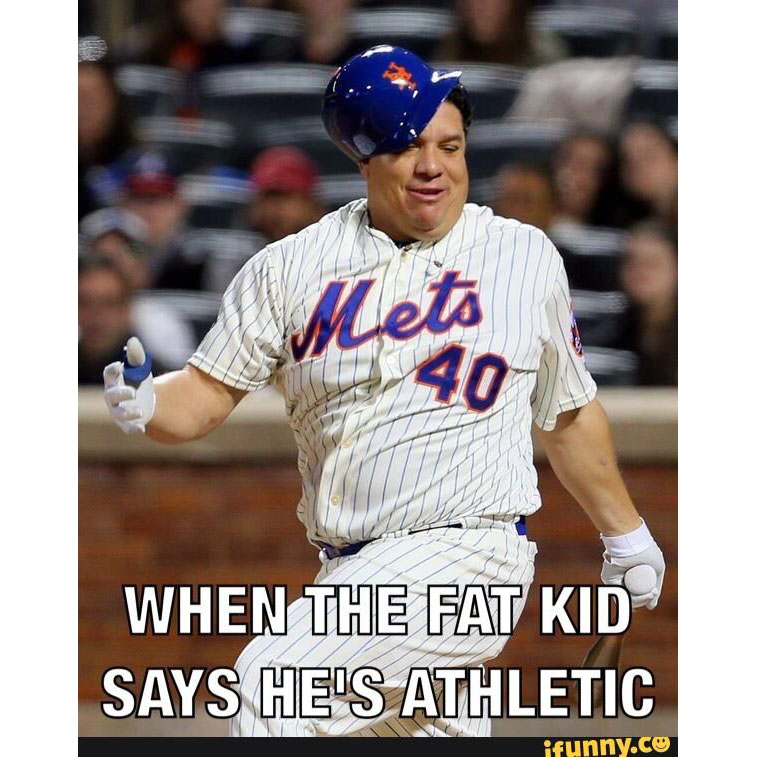 Mets
40
WHEN THE FAT KID
SAYS HE'S ATHLETIC
ifunny.co